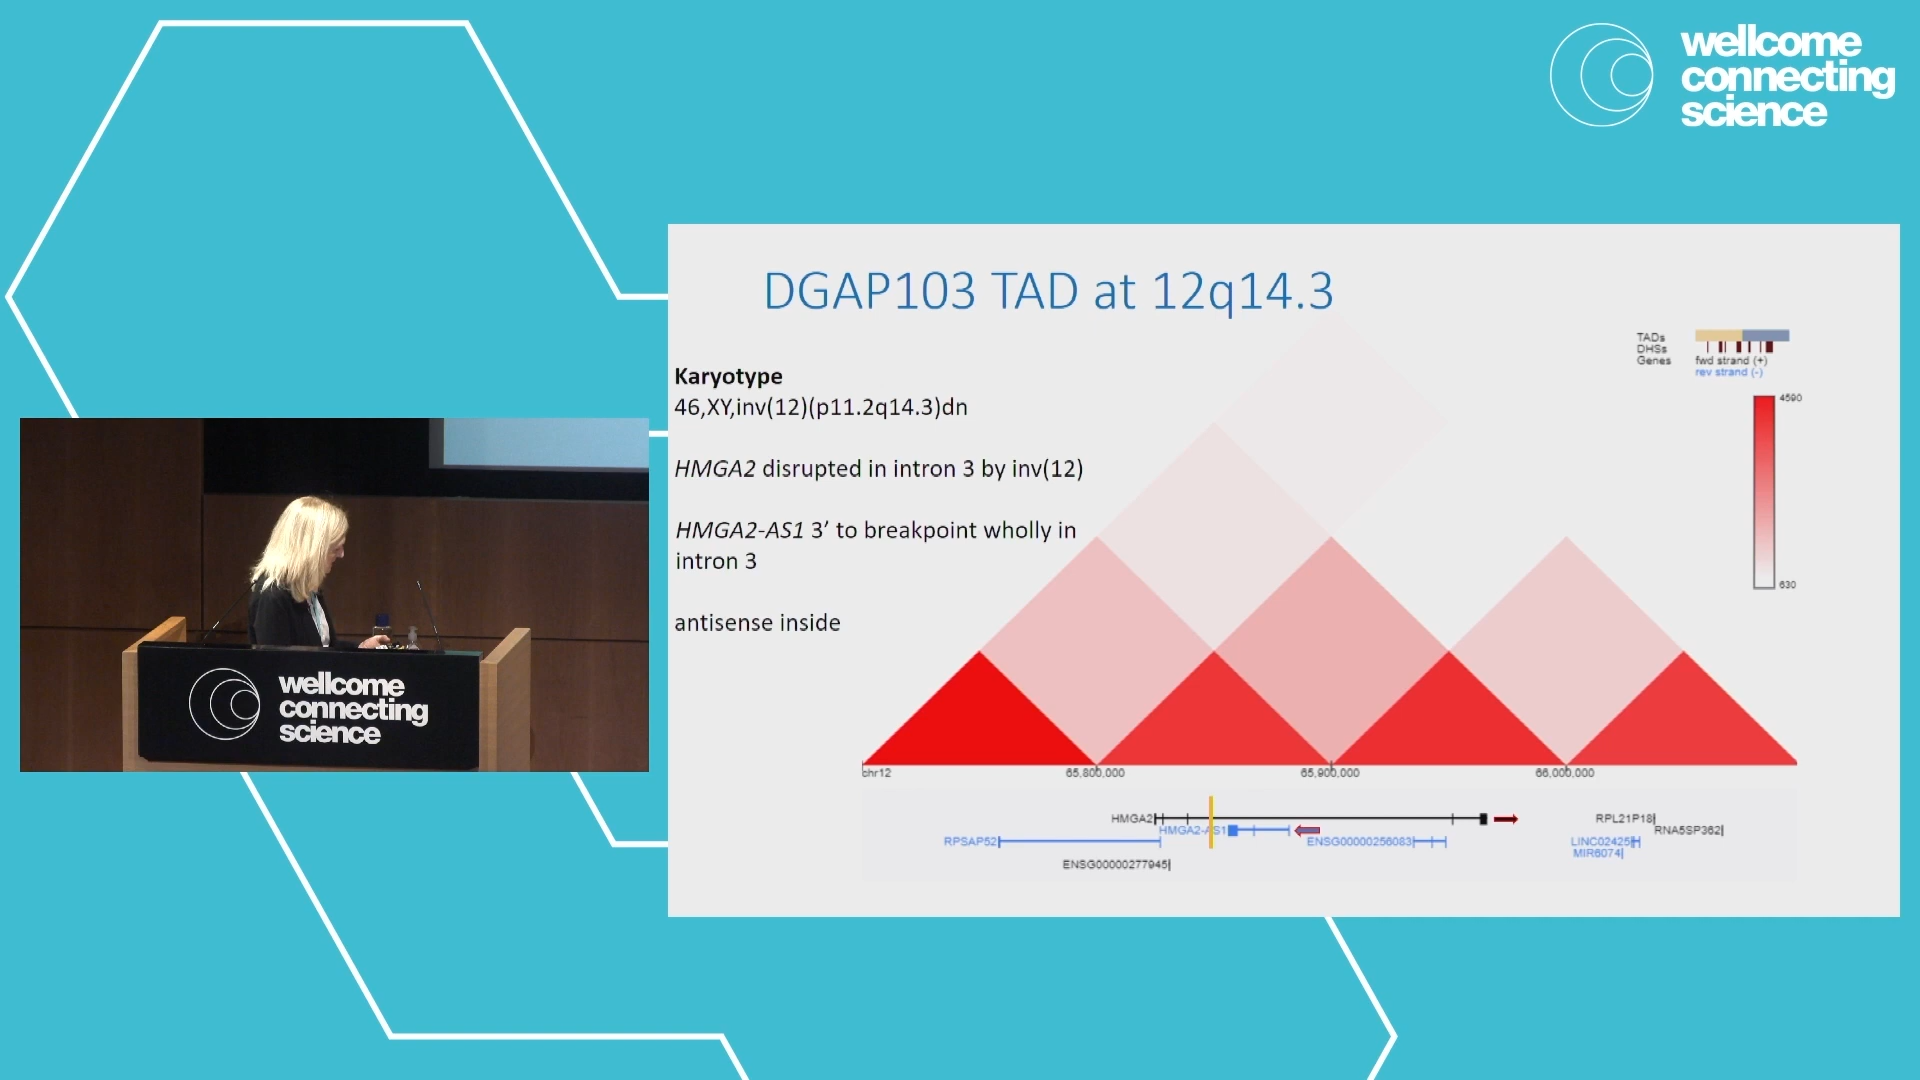 wellcome
connecting
science
DGAP103 TAD at 12q14.3
Karyotype
46,XY,inv(12)(p11.2q14.3)dn
HMGA2 disrupted in intron 3 by inv(12)
HMGA2-AS1 3’ to breakpoint wholly in
intron 3
antisense inside
TADs
DHSs
Genes
fwd strand (+)
rev strand (-)
4590
630
chr12
65,800,000
65,900,000
66,000,000
HMGA2
HMGA2-AS1
RPSAP52
ENSG00000256083
ENSG00000277945
RPL21P18
RNA5SP362
LINC02425
MIR6074
wellcome
connecting
science